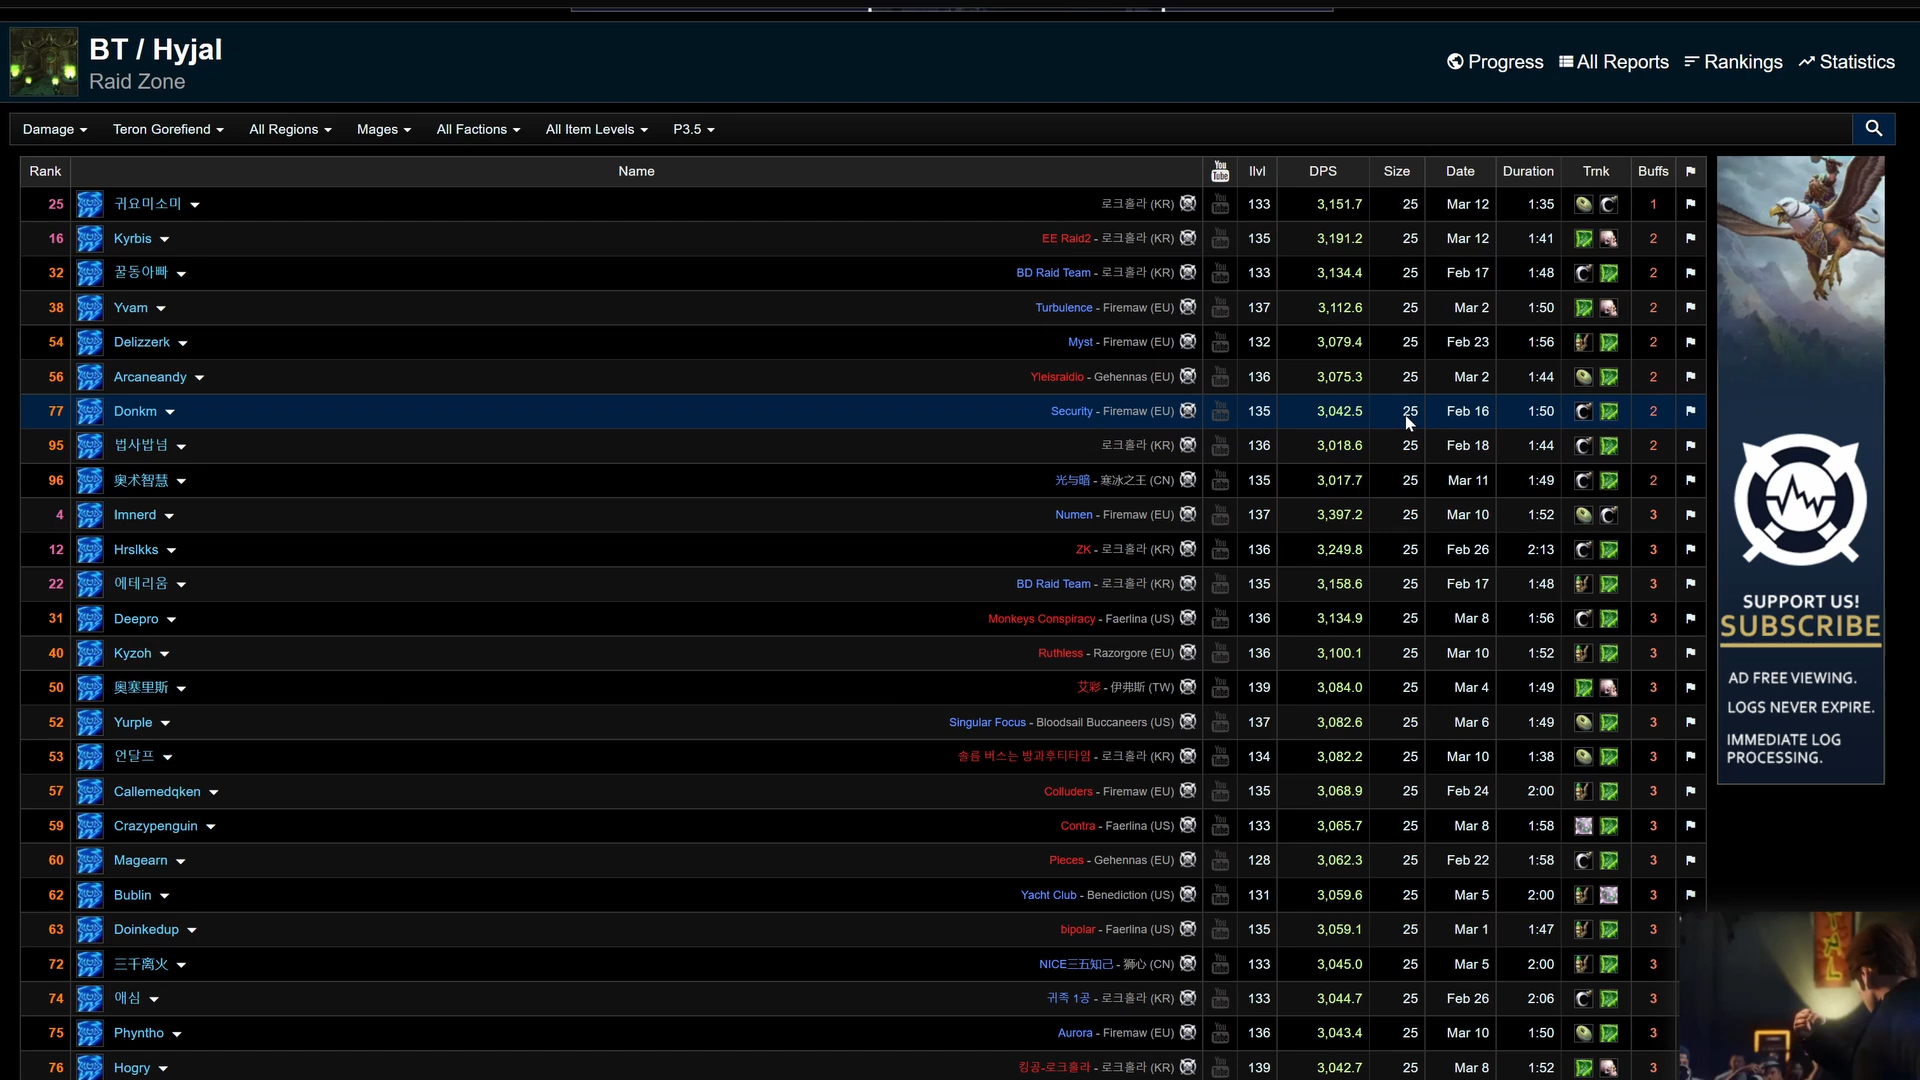 BT / Hyjal
Raid Zone
Progress All Reports Rankings Statistics
Damage Teron Gorefiend All Regions Mages All Factions All Item Levels P3.5
Rank Name You Tube Ilvl DPS Size Date Duration Trnk Buffs
25 귀요미소미 로크홀라 (KR) 133 3,151.7 25 Mar 12 1:35 1
16 Kyrbis EE Raid2 - 로크홀라 (KR) 135 3,191.2 25 Mar 12 1:41 2
32 꿀동아빠 BD Raid Team - 로크홀라 (KR) 133 3,134.4 25 Feb 17 1:48 2
38 Yvam Turbulence - Firemaw (EU) 137 3,112.6 25 Mar 2 1:50 2
54 Delizzerk Myst - Firemaw (EU) 132 3,079.4 25 Feb 23 1:56 2
56 Arcaneandy Yleisraidio - Gehennas (EU) 136 3,075.3 25 Mar 2 1:44 2
77 Donkm Security - Firemaw (EU) 135 3,042.5 25 Feb 16 1:50 2
95 법사밥넘 로크홀라 (KR) 136 3,018.6 25 Feb 18 1:44 2
96 奥术智慧 光与暗 - 寒冰之王 (CN) 135 3,017.7 25 Mar 11 1:49 2
4 Imnerd Numen - Firemaw (EU) 137 3,397.2 25 Mar 10 1:52 3
12 Hrslkks ZK - 로크홀라 (KR) 136 3,249.8 25 Feb 26 2:13 3
22 에테리움 BD Raid Team - 로크홀라 (KR) 135 3,158.6 25 Feb 17 1:48 3
31 Deepro Monkeys Conspiracy - Faerlina (US) 136 3,134.9 25 Mar 8 1:56 3
40 Kyzoh Ruthless - Razorgore (EU) 136 3,100.1 25 Mar 10 1:52 3
50 奧塞里斯 艾彩 - 伊弗斯 (TW) 139 3,084.0 25 Mar 4 1:49 3
52 Yurple Singular Focus - Bloodsail Buccaneers (US) 137 3,082.6 25 Mar 6 1:49 3
53 언달프 솔름 버스는 방과후티타임 - 로크홀라 (KR) 134 3,082.2 25 Mar 10 1:38 3
57 Callemedqken Colluders - Firemaw (EU) 135 3,068.9 25 Feb 24 2:00 3
59 Crazypenguin Contra - Faerlina (US) 133 3,065.7 25 Mar 8 1:58 3
60 Magearn Pieces - Gehennas (EU) 128 3,062.3 25 Feb 22 1:58 3
62 Bublin Yacht Club - Benediction (US) 131 3,059.6 25 Mar 5 2:00 3
63 Doinkedup bipolar - Faerlina (US) 135 3,059.1 25 Mar 1 1:47 3
72 三千离火 NICE三五知己 - 狮心 (CN) 133 3,045.0 25 Mar 5 2:00 3
74 애심 귀족 1공 - 로크홀라 (KR) 133 3,044.7 25 Feb 26 2:06 3
75 Phyntho Aurora - Firemaw (EU) 136 3,043.4 25 Mar 10 1:50 3
76 Hogry 킹공-로크홀라 - 로크홀라 (KR) 139 3,042.7 25 Mar 8 1:52 3
SUPPORT US!
SUBSCRIBE
AD FREE VIEWING.
LOGS NEVER EXPIRE.
IMMEDIATE LOG
PROCESSING.